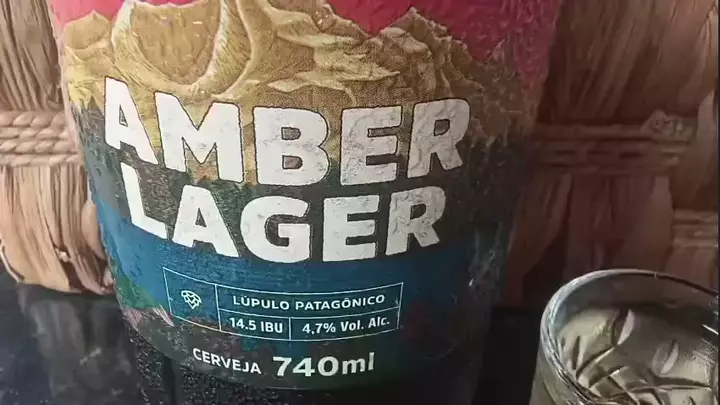 AMBER
LAGER
LÚPULO PATAGÔNICO
14.5 IBU 4,7% Vol. Alc.
CERVEJA 740ml